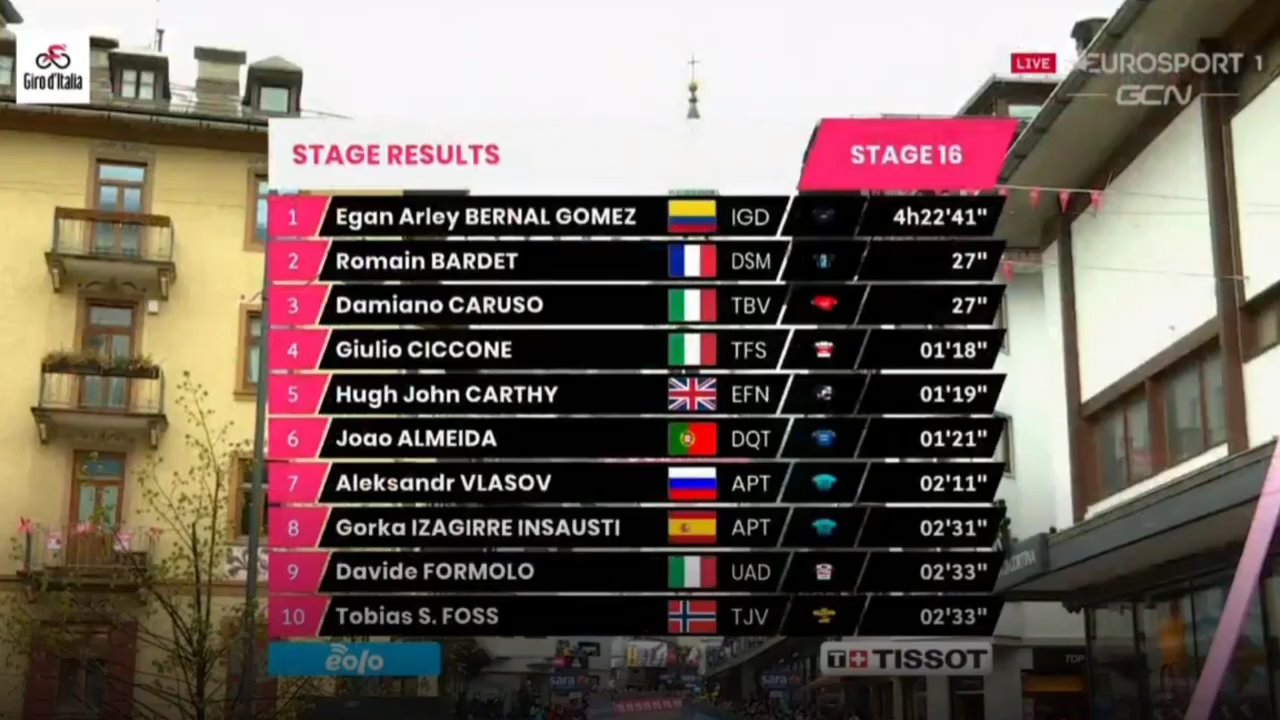 Giro d'Italia
LIVE EUROSPORT 1
GCN
STAGE RESULTS STAGE 16
1 Egan Arley BERNAL GOMEZ IGD 4h22'41"
2 Romain BARDET DSM 27"
3 Damiano CARUSO TBV 27"
4 Giulio CICCONE TFS 01'18"
5 Hugh John CARTHY EFN 01'19"
6 Joao ALMEIDA DQT 01'21"
7 Aleksandr VLASOV APT 02'11"
8 Gorka IZAGIRRE INSAUSTI APT 02'31"
9 Davide FORMOLO UAD 02'33"
10 Tobias S. FOSS TJV 02'33"
eolo T+ TISSOT